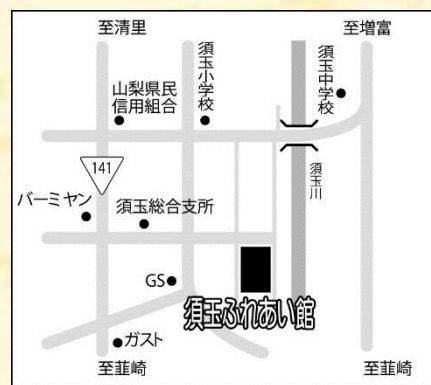 至清里
至増富
須玉小学校
須玉中学校
山梨県民
信用組合
141
須玉川
バーミヤン
須玉総合支所
GS
須玉ふれあい館
ガスト
至韮崎
至韮崎